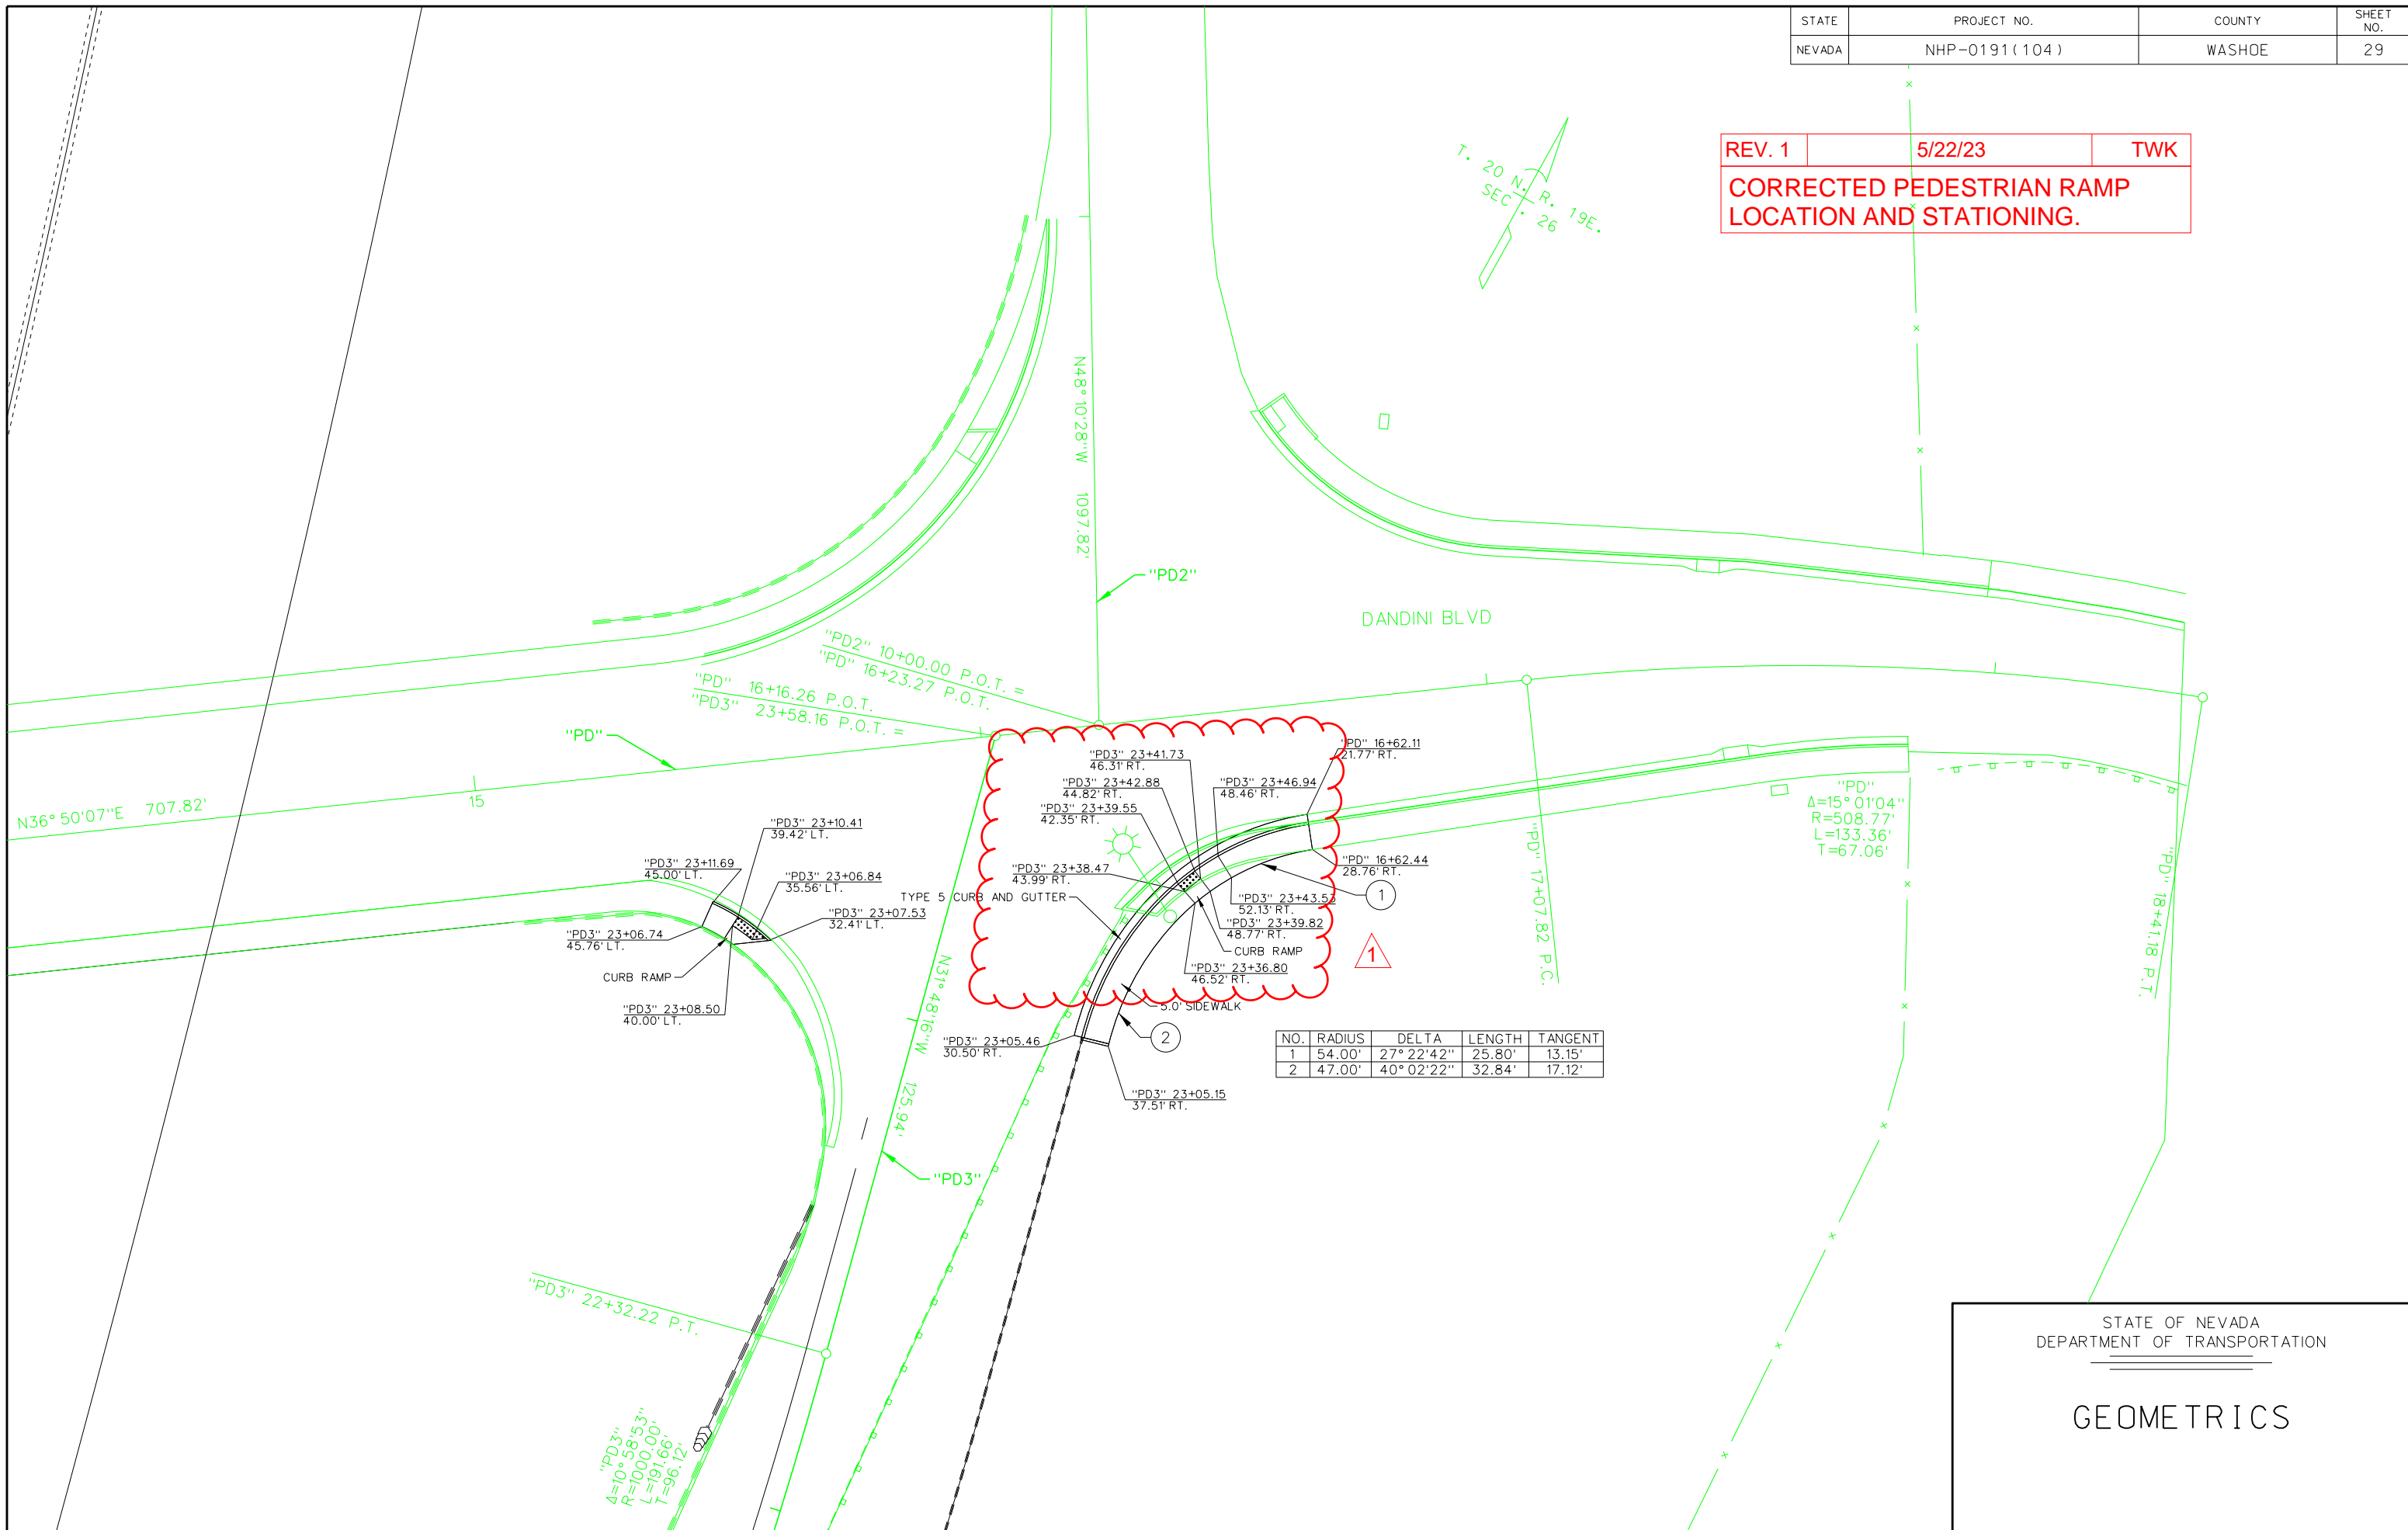 STATE PROJECT NO. COUNTY SHEET NO.
NEVADA NHP-0191(104) WASHOE 29
REV. 1 5/22/23 TWK
CORRECTED PEDESTRIAN RAMP
LOCATION AND STATIONING.
T. 20 N. R. 19E.
SEC. 26
N48°10'28"W 1097.82'
"PD2"
DANDINI BLVD
"PD2" 10+00.00 P.O.T. =
"PD" 16+23.27 P.O.T.
"PD" 16+16.26 P.O.T.
"PD3" 23+58.16 P.O.T. =
"PD"
N36°50'07"E 707.82'
15
"PD3" 23+41.73
46.31' RT.
"PD" 16+62.11
21.77' RT.
"PD3" 23+42.88
44.82' RT.
"PD3" 23+46.94
48.46' RT.
"PD3" 23+39.55
42.35' RT.
"PD3" 23+10.41
39.42' LT.
"PD3" 23+11.69
45.00' LT.
"PD3" 23+06.84
35.56' LT.
"PD3" 23+38.47
43.99' RT.
"PD" 16+62.44
28.76' RT.
TYPE 5 CURB AND GUTTER
1
"PD3" 23+43.53
52.13' RT.
"PD3" 23+07.53
32.41' LT.
"PD3" 23+39.82
48.77' RT.
"PD3" 23+06.74
45.76' LT.
CURB RAMP
1
"PD3" 23+36.80
46.52' RT.
CURB RAMP
"PD3" 23+08.50
40.00' LT.
5.0' SIDEWALK
2
"PD3" 23+05.46
30.50' RT.
"PD3" 23+05.15
37.51' RT.
"PD" 17+07.82 P.C.
"PD"
Δ=15°01'04"
R=508.77'
L=133.36'
T=67.06'
"PD" 18+41.18 P.T.
NO. RADIUS DELTA LENGTH TANGENT
1 54.00' 27°22'42" 25.80' 13.15'
2 47.00' 40°02'22" 32.84' 17.12'
N31°48'16"W 125.94'
"PD3"
"PD3" 22+32.22 P.T.
"PD3"
Δ=10°58'53"
R=1000.00'
L=191.66'
T=96.12'
STATE OF NEVADA
DEPARTMENT OF TRANSPORTATION
GEOMETRICS